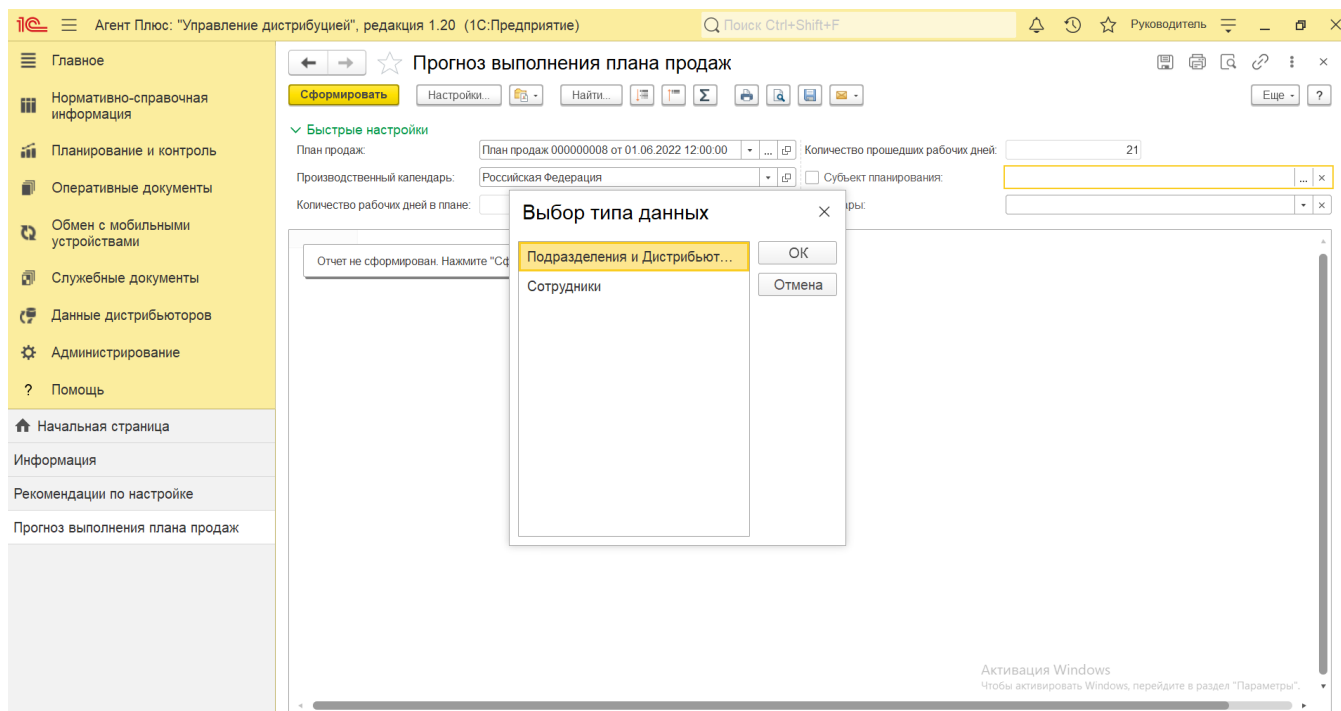 1С Агент Плюс: "Управление дистрибуцией", редакция 1.20 (1С:Предприятие) Поиск Ctrl+Shift+F Руководитель
Главное
Нормативно-справочная
информация
Планирование и контроль
Оперативные документы
Обмен с мобильными
устройствами
Служебные документы
Данные дистрибьюторов
Администрирование
? Помощь
Начальная страница
Информация
Рекомендации по настройке
Прогноз выполнения плана продаж
Прогноз выполнения плана продаж
Сформировать Настройки... Найти... Σ Еще ?
Быстрые настройки
План продаж: План продаж 000000008 от 01.06.2022 12:00:00 ... Количество прошедших рабочих дней: 21
Производственный календарь: Российская Федерация Субъект планирования: ...
Количество рабочих дней в плане: ары:
Отчет не сформирован. Нажмите "Сф
Выбор типа данных
Подразделения и Дистрибьют... ОК
Сотрудники Отмена
Активация Windows
Чтобы активировать Windows, перейдите в раздел "Параметры".